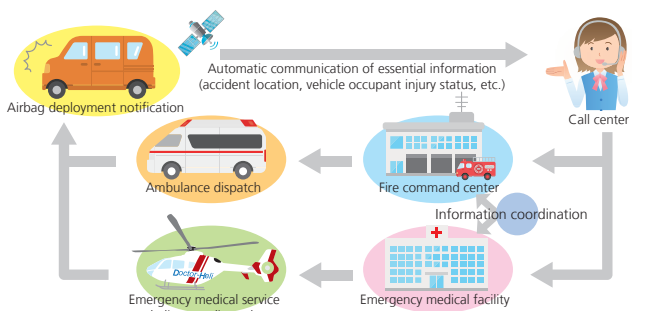 Automatic communication of essential information
(accident location, vehicle occupant injury status, etc.)
Airbag deployment notification
Call center
Ambulance dispatch
Fire command center
Information coordination
Doctor-Heli
Emergency medical service
Emergency medical facility